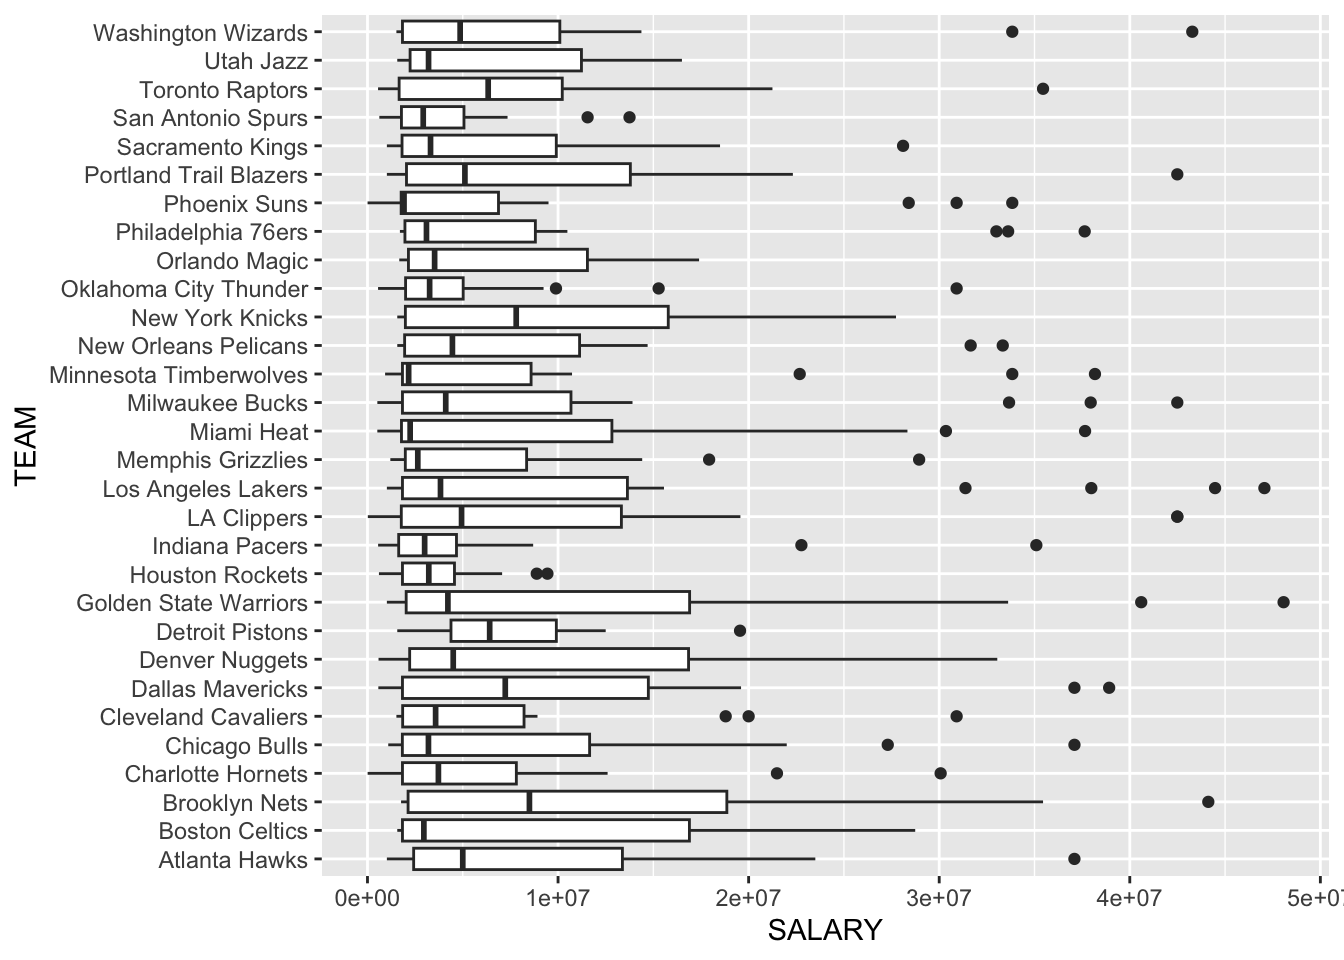 Washington Wizards
Utah Jazz
Toronto Raptors
San Antonio Spurs
Sacramento Kings
Portland Trail Blazers
Phoenix Suns
Philadelphia 76ers
Orlando Magic
Oklahoma City Thunder
New York Knicks
New Orleans Pelicans
Minnesota Timberwolves
Milwaukee Bucks
Miami Heat
Memphis Grizzlies
Los Angeles Lakers
LA Clippers
Indiana Pacers
Houston Rockets
Golden State Warriors
Detroit Pistons
Denver Nuggets
Dallas Mavericks
Cleveland Cavaliers
Chicago Bulls
Charlotte Hornets
Brooklyn Nets
Boston Celtics
Atlanta Hawks
TEAM
0e+00 1e+07 2e+07 3e+07 4e+07 5e+0
SALARY